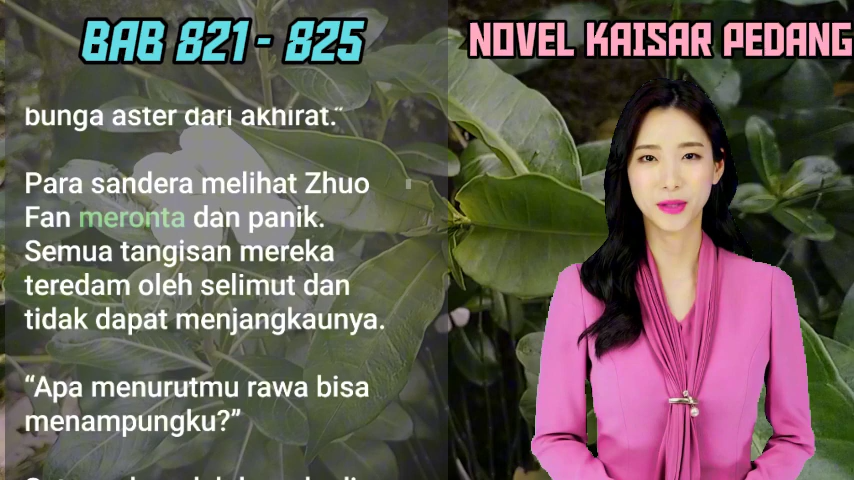 BAB 821 - 825
NOVEL KAISAR PEDANG
bunga aster dari akhirat.”
Para sandera melihat Zhuo
Fan meronta dan panik.
Semua tangisan mereka
teredam oleh selimut dan
tidak dapat menjangkaunya.
“Apa menurutmu rawa bisa
menampungku?”